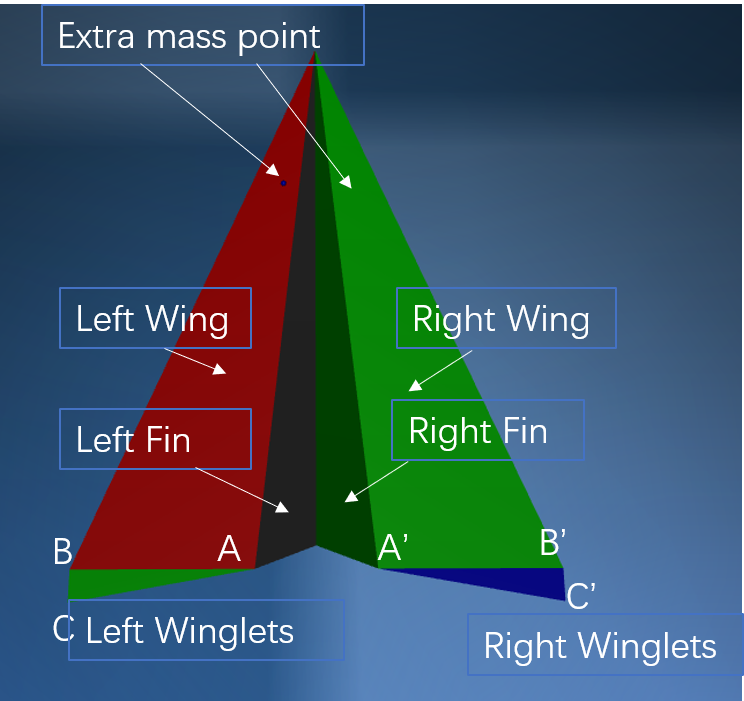 Extra mass point
Left Wing
Right Wing
Left Fin
Right Fin
B
A
A’
B’
C
C’
Left Winglets
Right Winglets